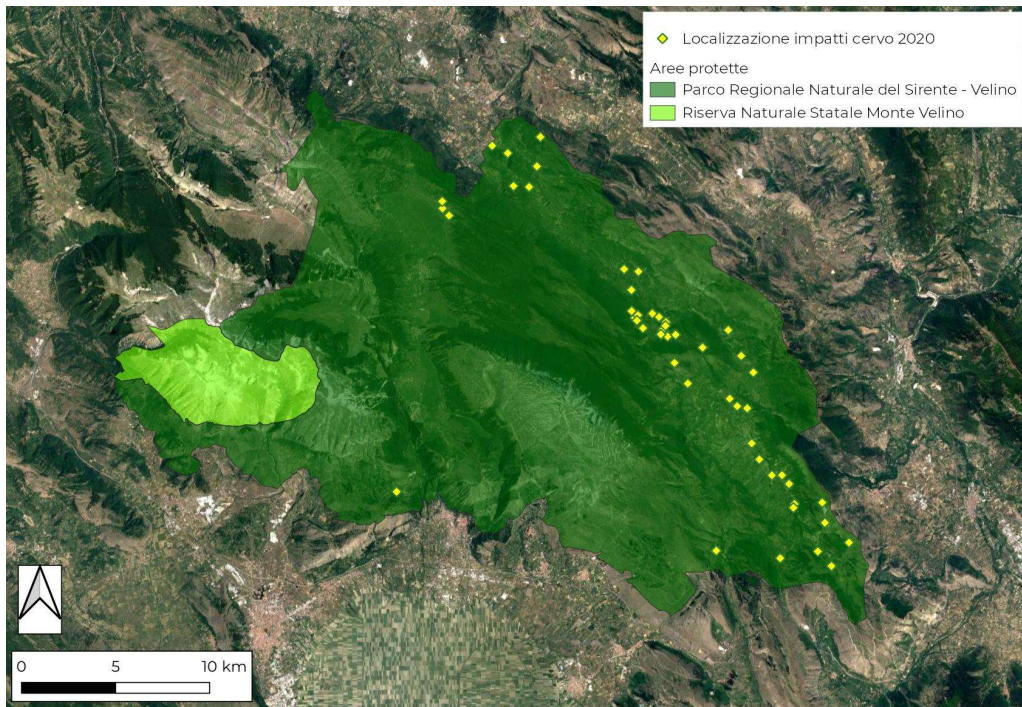 Localizzazione impatti cervo 2020
Aree protette
Parco Regionale Naturale del Sirente - Velino
Riserva Naturale Statale Monte Velino
0 5 10 km